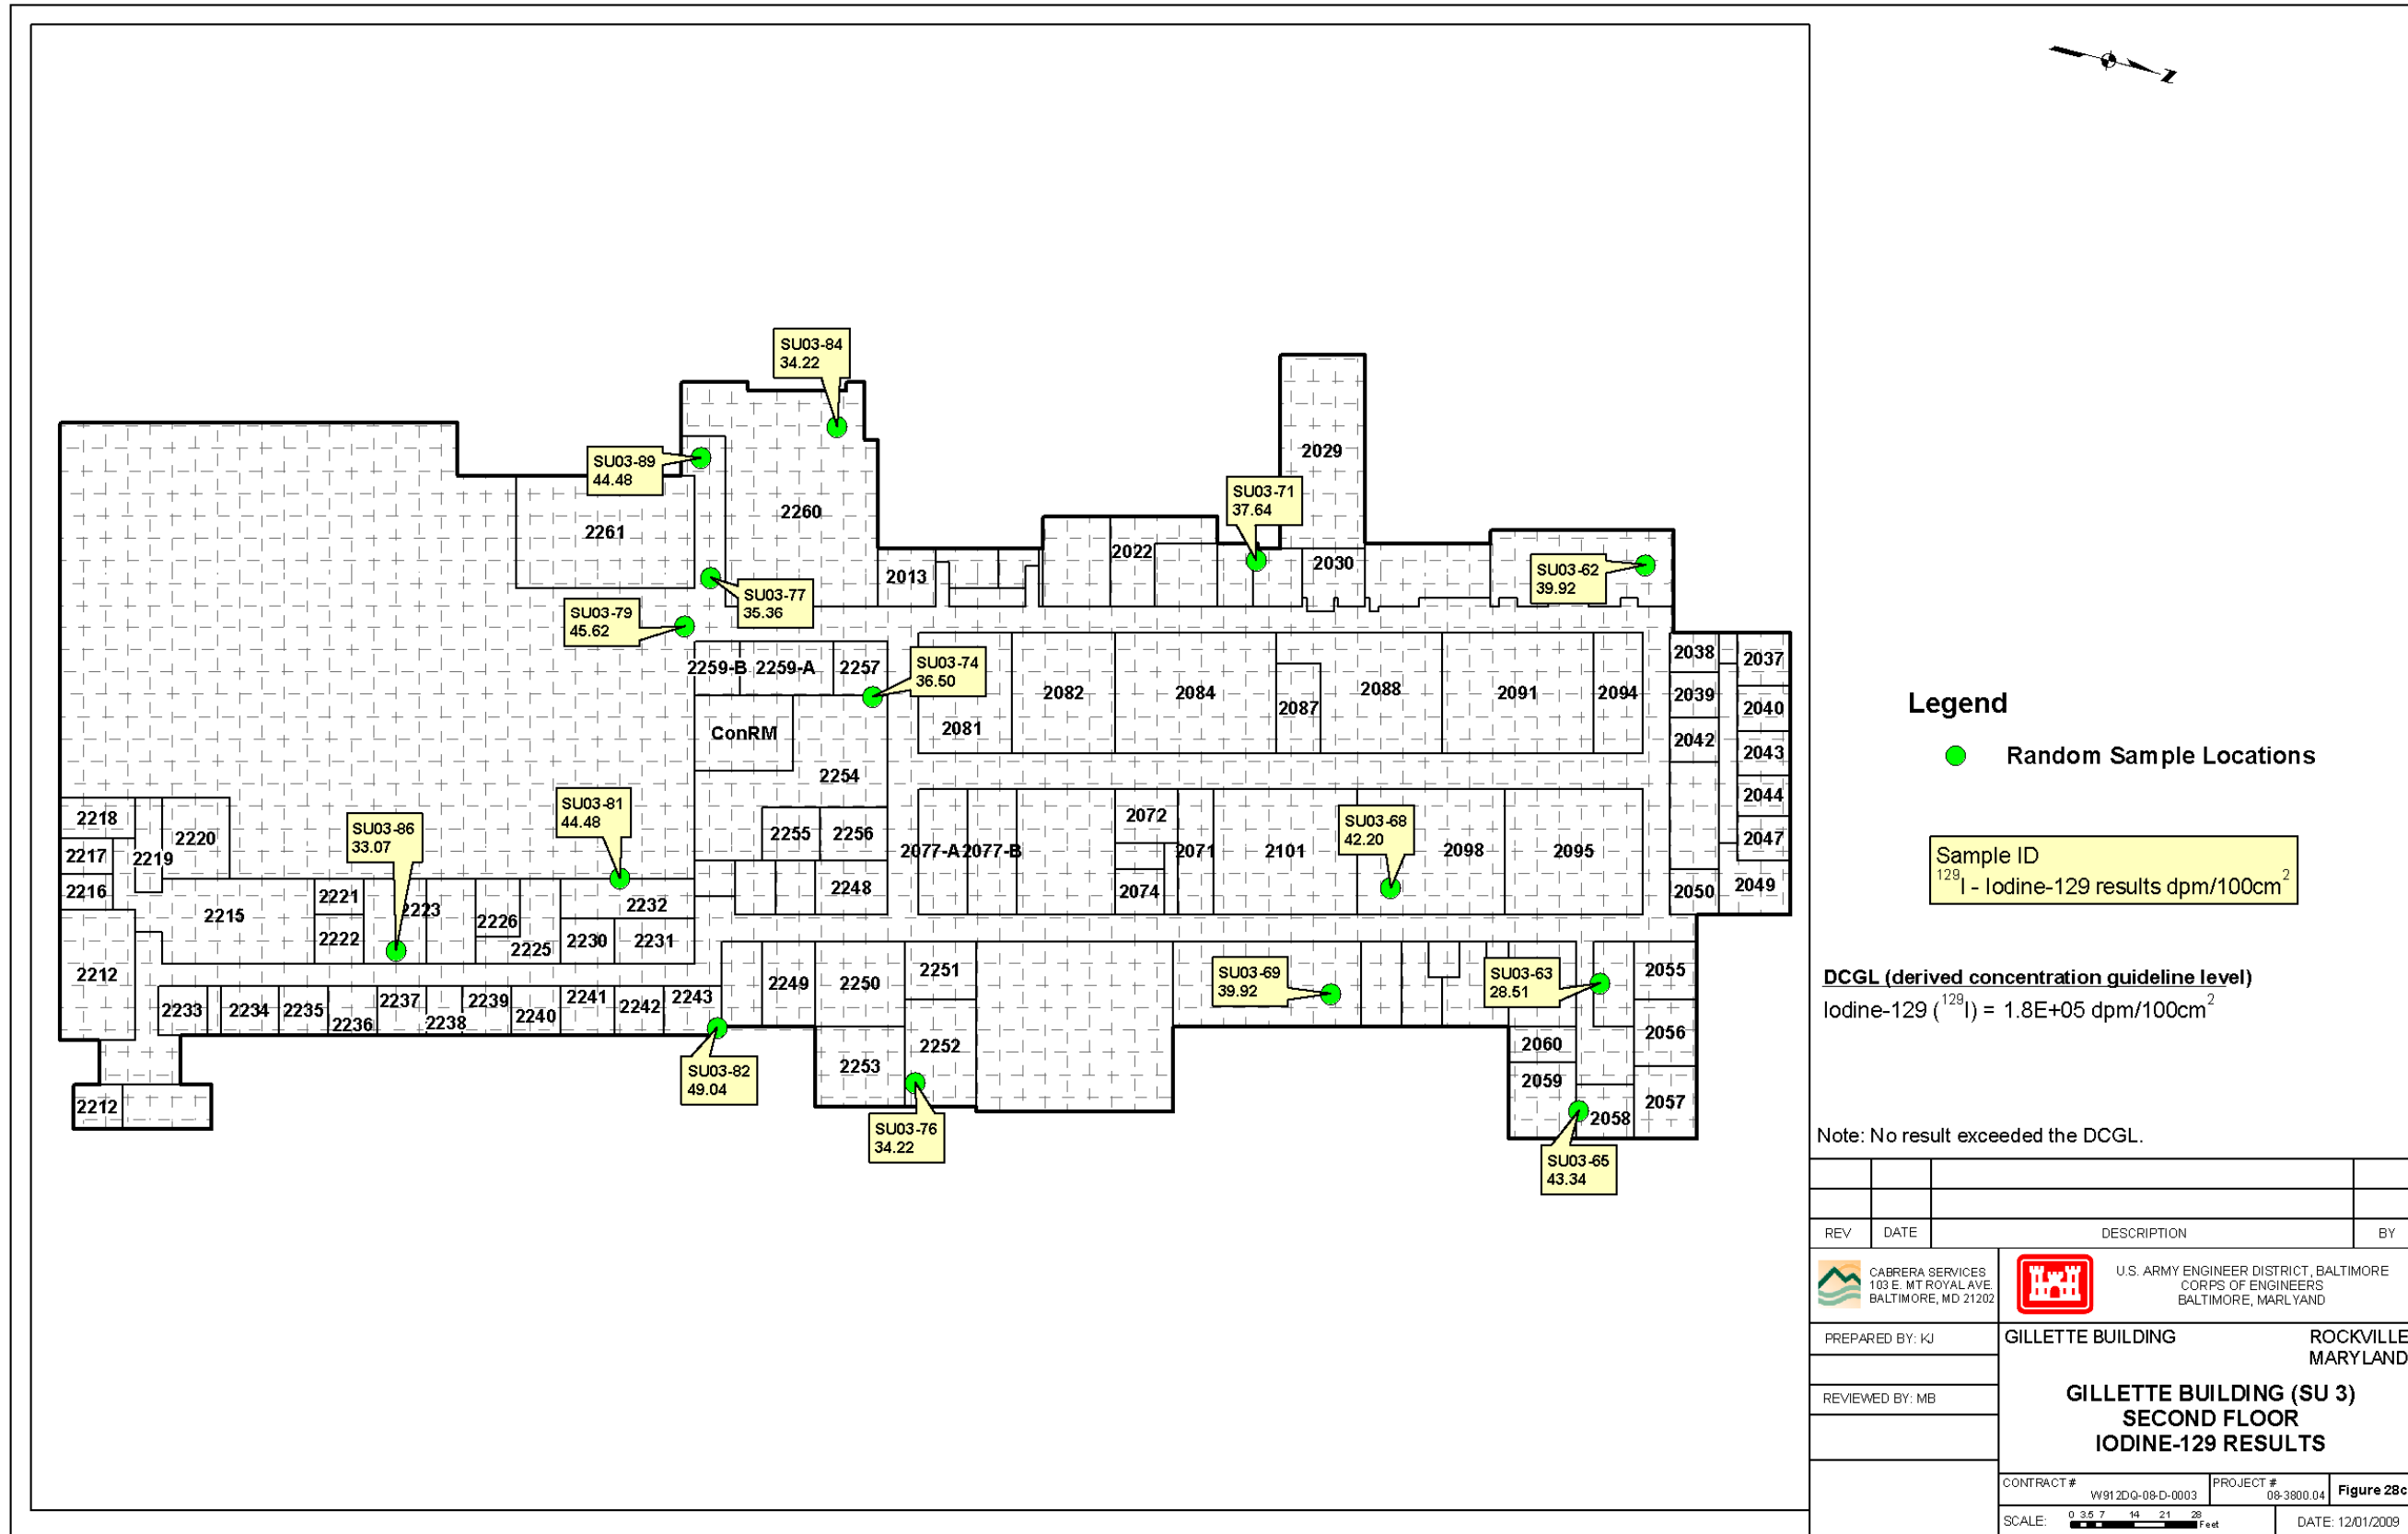 SU03-84
34.22
SU03-89
44.48
2029
SU03-71
37.64
2260
2261
2022
2013
2030
SU03-62
39.92
SU03-77
35.36
SU03-79
45.62
2259-B
2259-A
2257
SU03-74
36.50
2081
2082
2084
2087
2088
2091
2094
2038
2037
2039
2040
2042
2043
2044
2047
2050
2049
ConRM
2254
2255
2256
2248
2077-A
2077-B
2072
2074
2071
2101
SU03-68
42.20
2098
2095
2218
2217
2219
2220
2216
SU03-86
33.07
SU03-81
44.48
2215
2221
2222
2223
2226
2225
2232
2230
2231
2212
2233
2234
2235
2236
2237
2238
2239
2240
2241
2242
2243
2249
2250
2251
2252
2253
SU03-69
39.92
SU03-63
28.51
2055
2056
2060
2059
2057
2058
2212
SU03-82
49.04
SU03-76
34.22
SU03-65
43.34
N
Legend
Random Sample Locations
Sample ID
129I - Iodine-129 results dpm/100cm2
DCGL (derived concentration guideline level)
Iodine-129 (129I) = 1.8E+05 dpm/100cm2
Note: No result exceeded the DCGL.
REV DATE DESCRIPTION BY
CABRERA SERVICES
103 E. MT ROYAL AVE.
BALTIMORE, MD 21202
U.S. ARMY ENGINEER DISTRICT, BALTIMORE
CORPS OF ENGINEERS
BALTIMORE, MARLYAND
PREPARED BY: KJ
REVIEWED BY: MB
GILLETTE BUILDING
ROCKVILLE
MARYLAND
GILLETTE BUILDING (SU 3)
SECOND FLOOR
IODINE-129 RESULTS
CONTRACT #
W912DQ-08-D-0003
PROJECT #
08-3800.04
Figure 28c
SCALE: 0 3.5 7 14 21 28 Feet
DATE: 12/01/2009